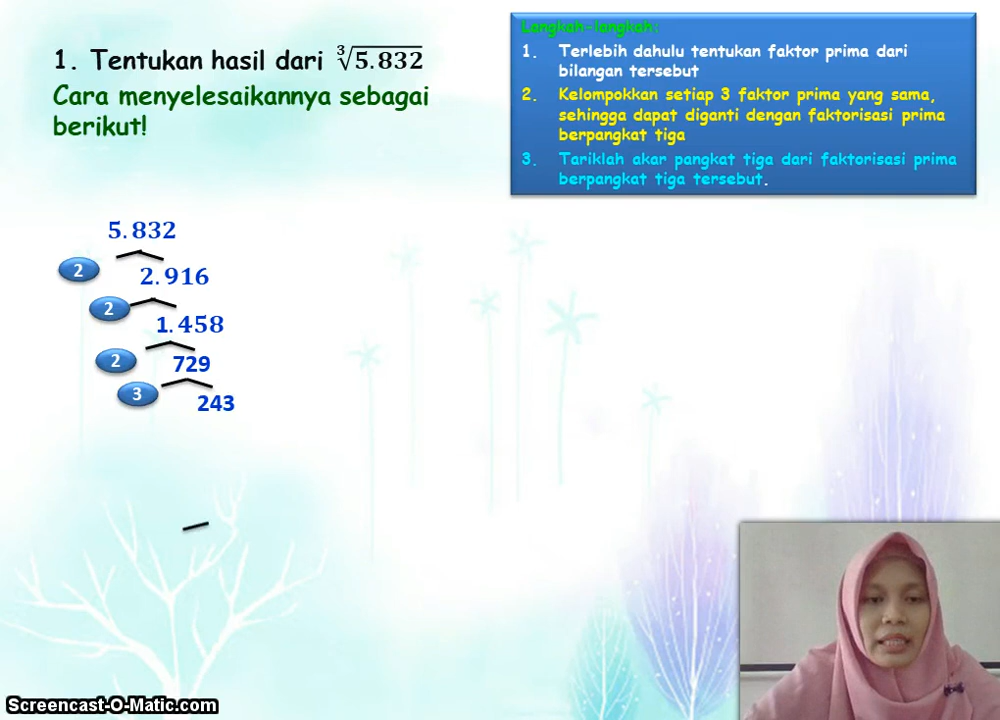 1. Tentukan hasil dari ∛5.832
Cara menyelesaikannya sebagai
berikut!
Langkah-langkah:
1. Terlebih dahulu tentukan faktor prima dari
bilangan tersebut
2. Kelompokkan setiap 3 faktor prima yang sama,
sehingga dapat diganti dengan faktorisasi prima
berpangkat tiga
3. Tariklah akar pangkat tiga dari faktorisasi prima
berpangkat tiga tersebut.
5.832
2
2.916
2
1.458
2
729
3
243
Screencast-O-Matic.com